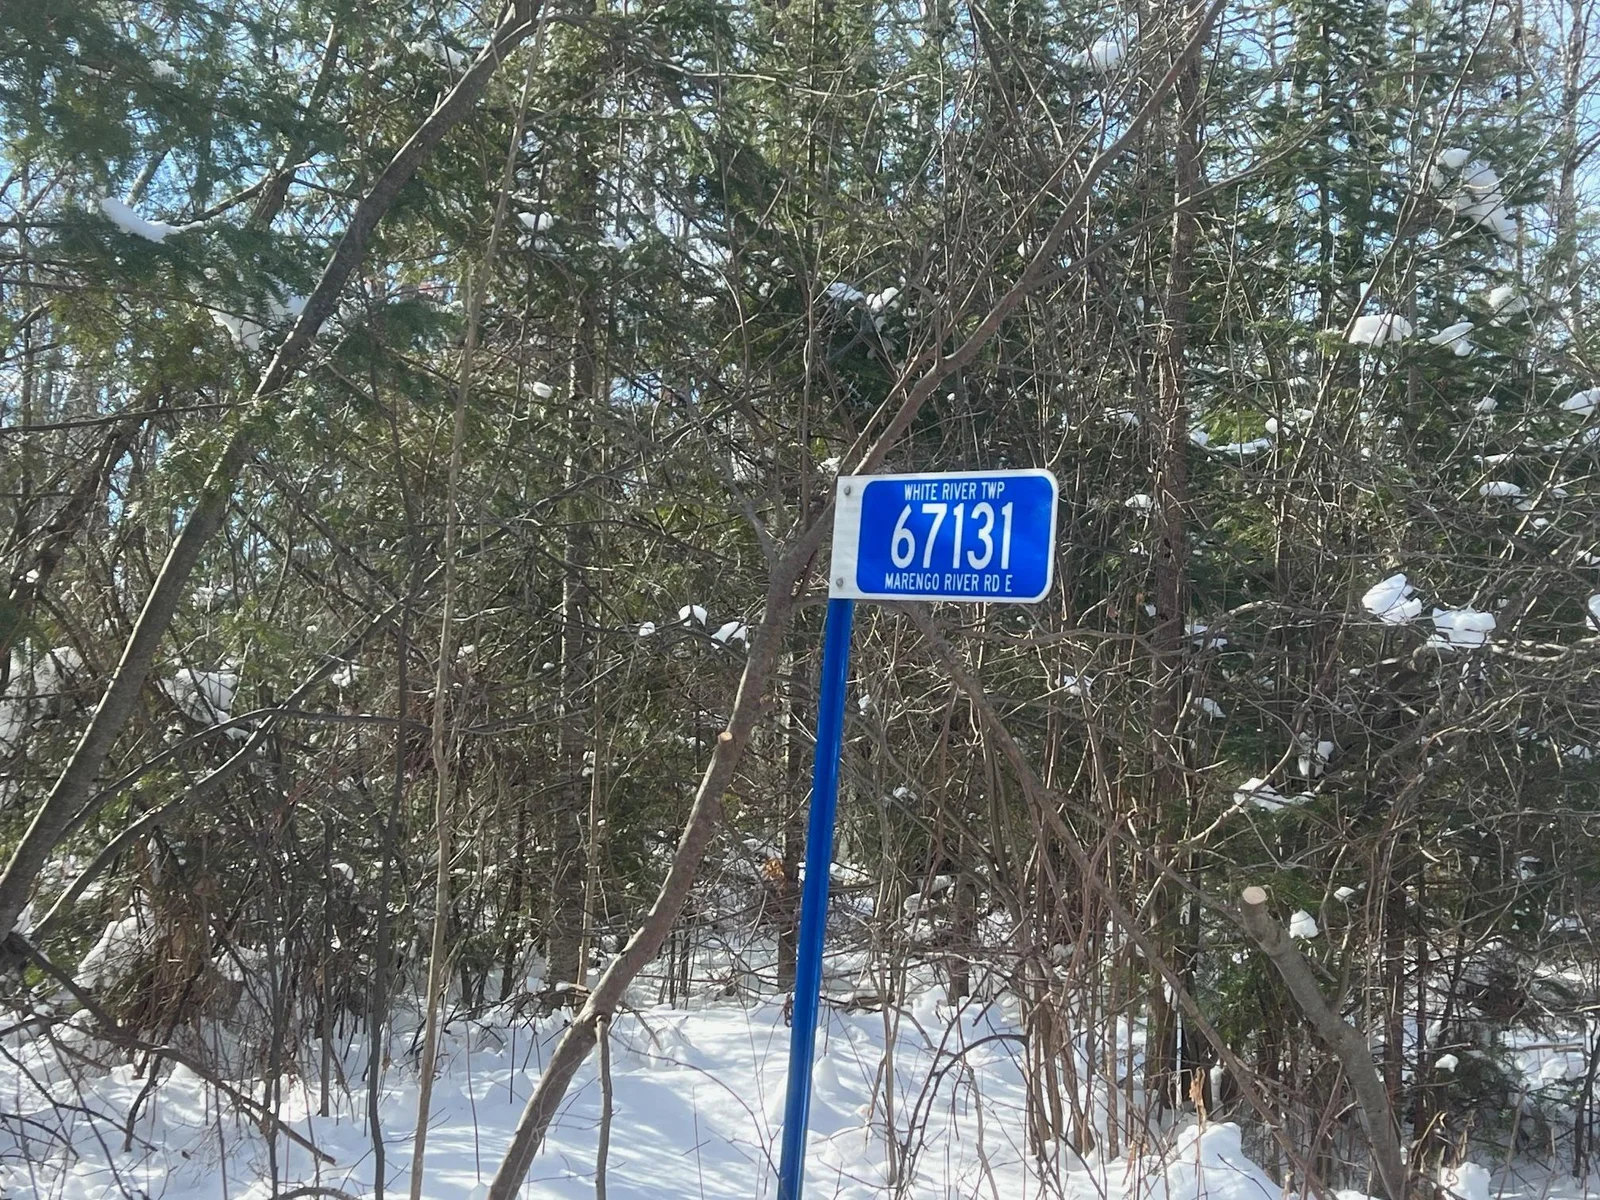 WHITE RIVER TWP
67131
MARENGO RIVER RD E